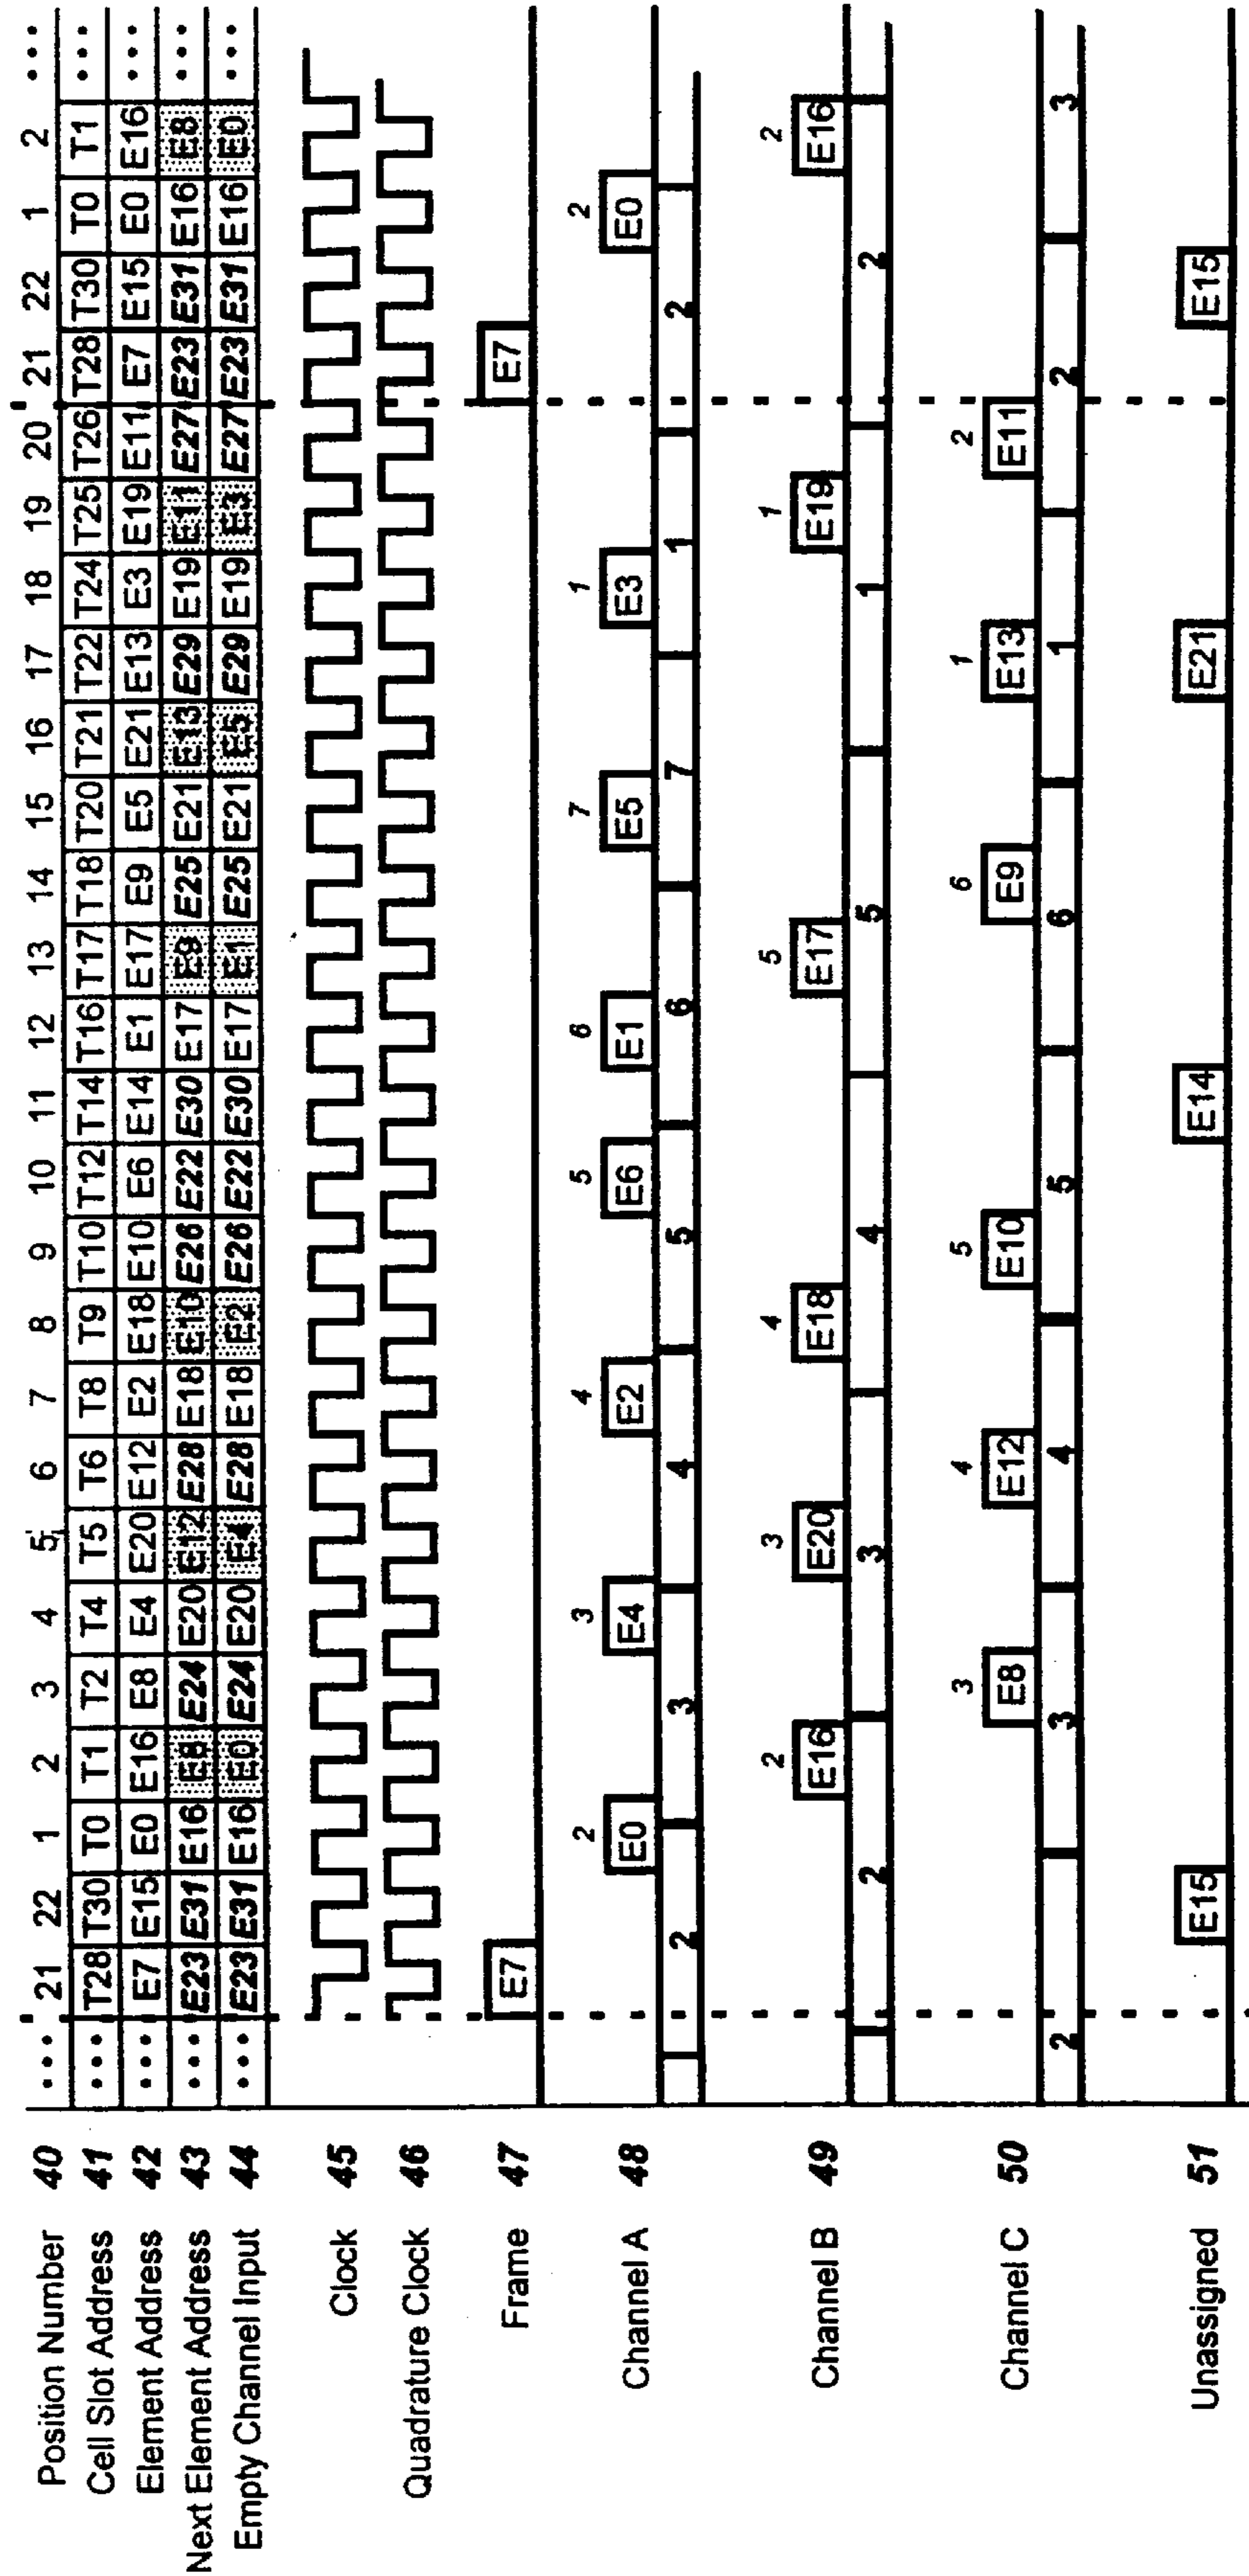 Position Number 40 ••• 21 22 1 2 3 4 5 6 7 8 9 10 11 12 13 14 15 16 17 18 19 20 21 22 1 2 •••
Cell Slot Address 41 ••• T28 T30 T0 T1 T2 T4 T5 T6 T8 T9 T10 T12 T14 T16 T17 T18 T20 T21 T22 T24 T25 T26 T28 T30 T0 T1 •••
Element Address 42 ••• E7 E15 E0 E16 E8 E4 E20 E12 E2 E18 E10 E6 E14 E1 E17 E9 E5 E21 E13 E3 E19 E11 E7 E15 E0 E16 •••
Next Element Address 43 ••• E23 E31 E16 E8 E24 E20 E12 E28 E18 E10 E26 E22 E30 E17 E9 E25 E21 E13 E29 E19 E11 E27 E23 E31 E16 E8 •••
Empty Channel Input 44 ••• E23 E31 E16 E0 E24 E20 E4 E28 E18 E2 E26 E22 E30 E17 E1 E25 E21 E5 E29 E19 E3 E27 E23 E31 E16 E0 •••
Clock 45
Quadrature Clock 46
Frame 47 E7 E7
2 3 4 5 6 7 1 2
Channel A 48 E0 E4 E2 E6 E1 E5 E3 E0
2 3 4 5 6 7 1 2
2 3 4 5 1 2
Channel B 49 E16 E20 E18 E17 E19 E16
2 3 4 5 1 2
3 4 5 6 1 2
Channel C 50 E8 E12 E10 E9 E13 E11
2 3 4 5 6 1 2 3
Unassigned 51 E15 E14 E21 E15